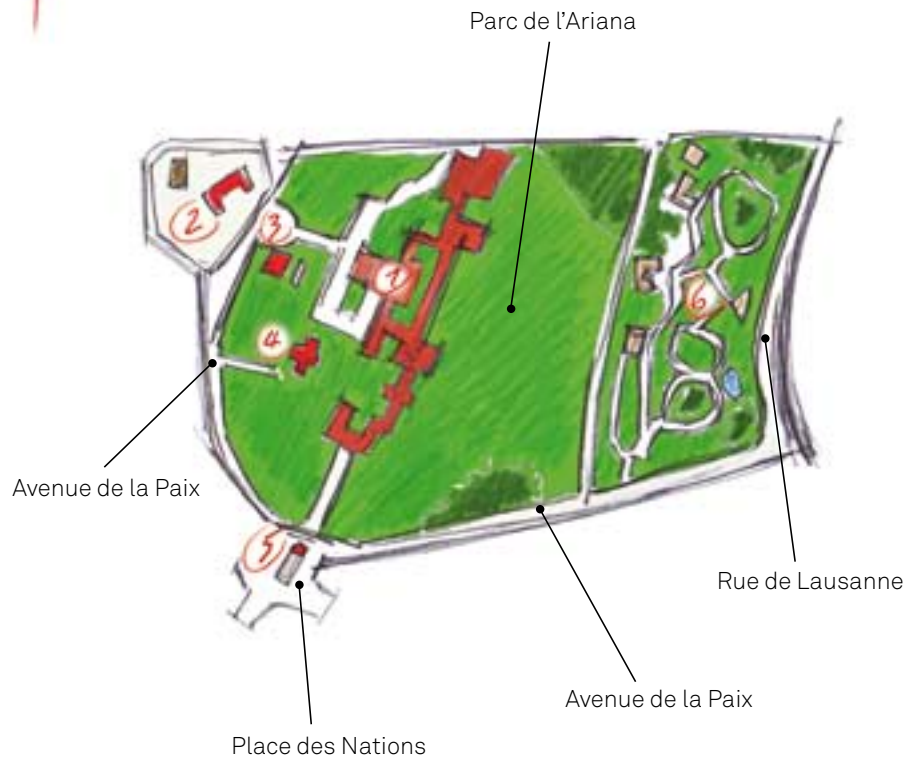 Parc de l'Ariana
2
3
1
6
4
Avenue de la Paix
5
Rue de Lausanne
Avenue de la Paix
Place des Nations